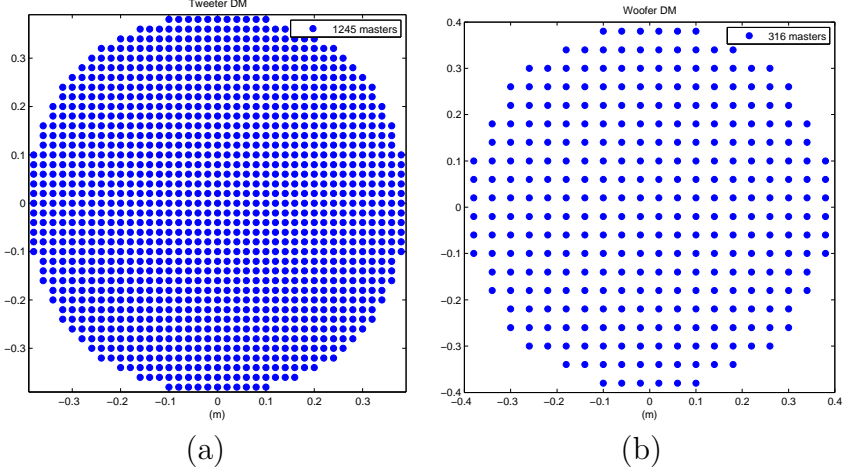 Tweeter DM
1245 masters
0.3
0.2
0.1
0
−0.1
−0.2
−0.3
−0.3 −0.2 −0.1 0 0.1 0.2 0.3
(m)
(a)
Woofer DM
316 masters
0.4
0.3
0.2
0.1
0
−0.1
−0.2
−0.3
−0.4
−0.4 −0.3 −0.2 −0.1 0 0.1 0.2 0.3 0.4
(m)
(b)